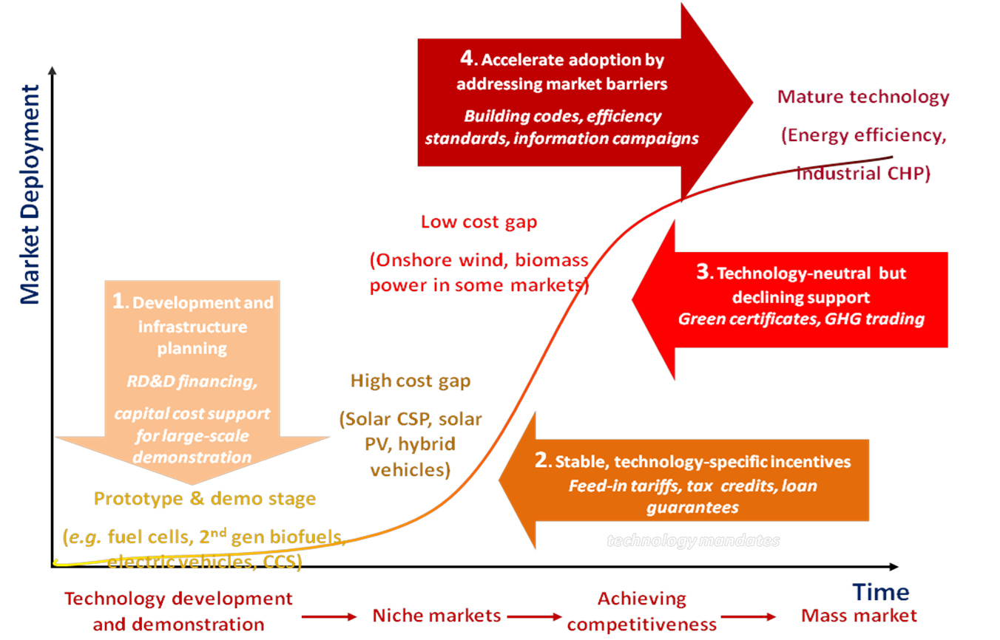 4. Accelerate adoption by
addressing market barriers
Building codes, efficiency
standards, information campaigns
Mature technology
(Energy efficiency,
industrial CHP)
Market Deployment
Low cost gap
(Onshore wind, biomass
power in some markets)
3. Technology-neutral but
declining support
Green certificates, GHG trading
1. Development and
infrastructure
planning
RD&D financing,
capital cost support
for large-scale
demonstration
High cost gap
(Solar CSP, solar
PV, hybrid
vehicles)
2. Stable, technology-specific incentives
Feed-in tariffs, tax credits, loan
guarantees
technology mandates
Prototype & demo stage
(e.g. fuel cells, 2nd gen biofuels,
electric vehicles, CCS)
Time
Technology development
and demonstration
Niche markets
Achieving
competitiveness
Mass market